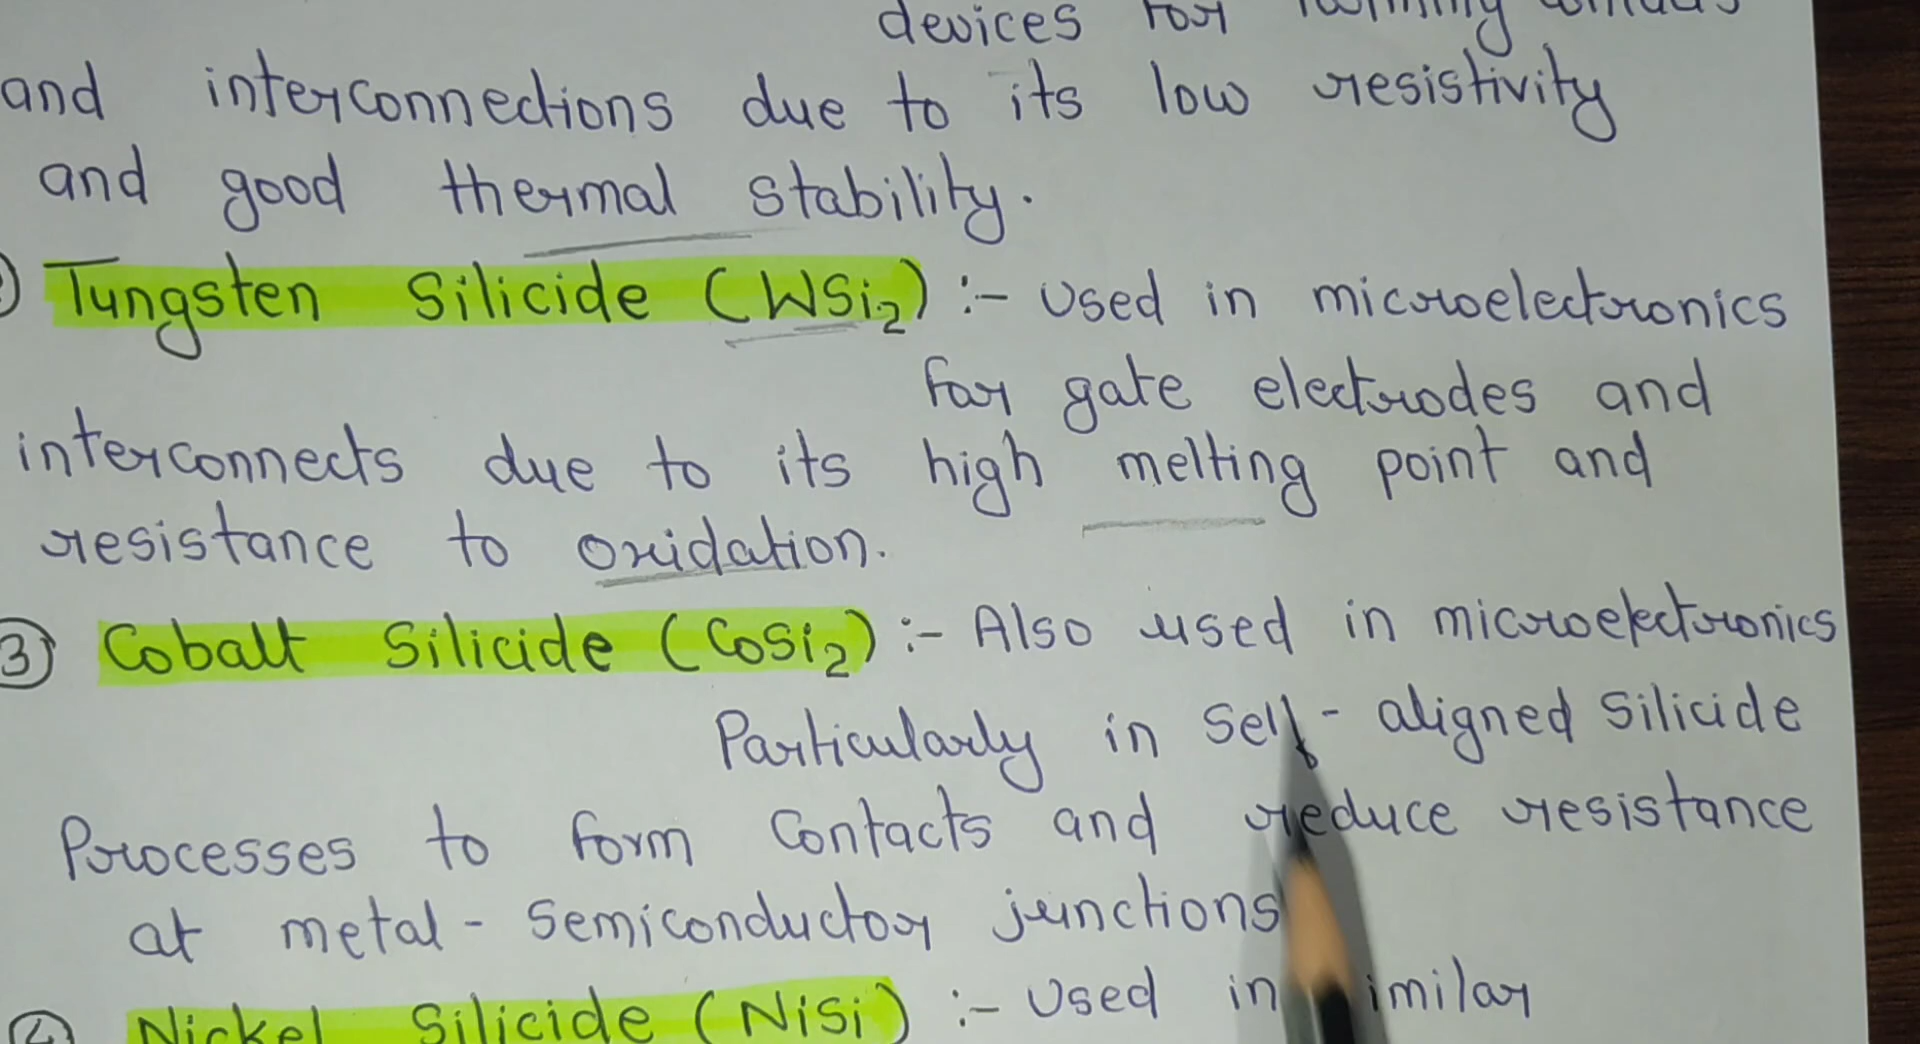 devices for
and interconnections due to its low resistivity
and good thermal stability.
Tungsten Silicide (WSi2) :- Used in microelectronics
for gate electrodes and
interconnects due to its high melting point and
resistance to oxidation.
③ Cobalt Silicide (CoSi2) :- Also used in microelectronics
Particularly in Self-aligned Silicide
Processes to form Contacts and reduce resistance
at metal-Semiconductor junctions
④ Nickel Silicide (NiSi) :- Used in